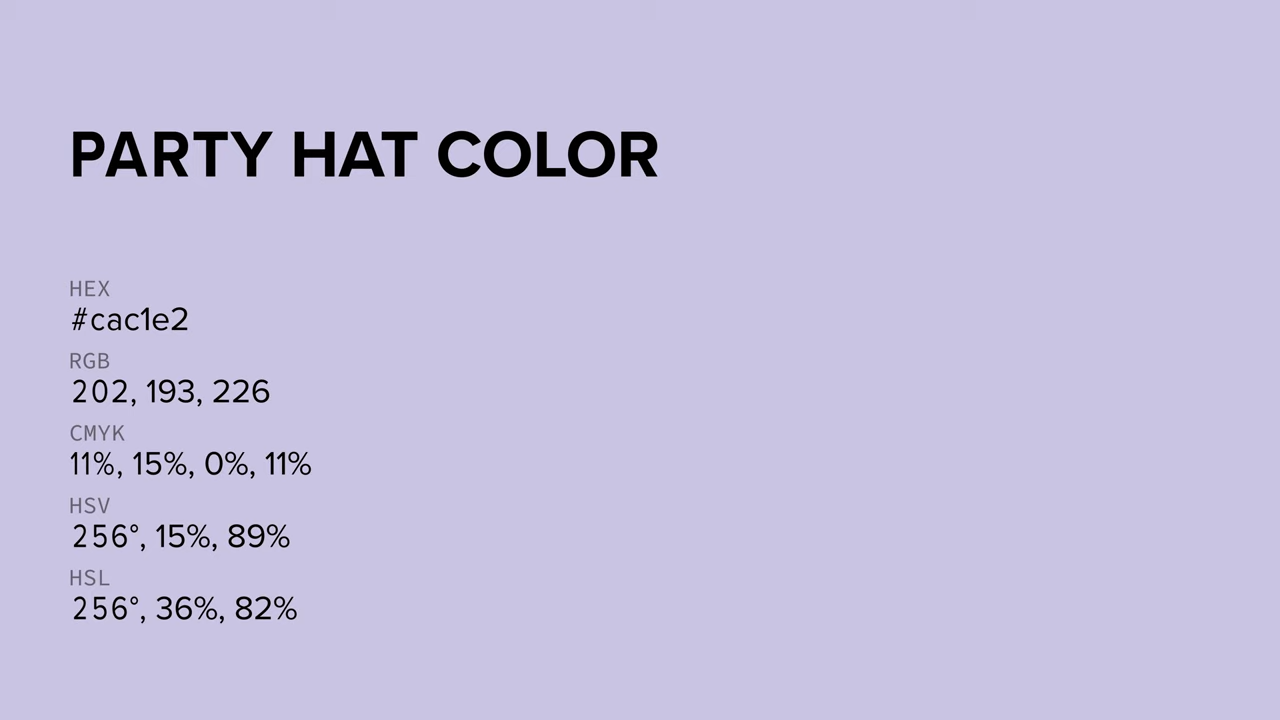 PARTY HAT COLOR
HEX
#cac1e2
RGB
202, 193, 226
CMYK
11%, 15%, 0%, 11%
HSV
256°, 15%, 89%
HSL
256°, 36%, 82%